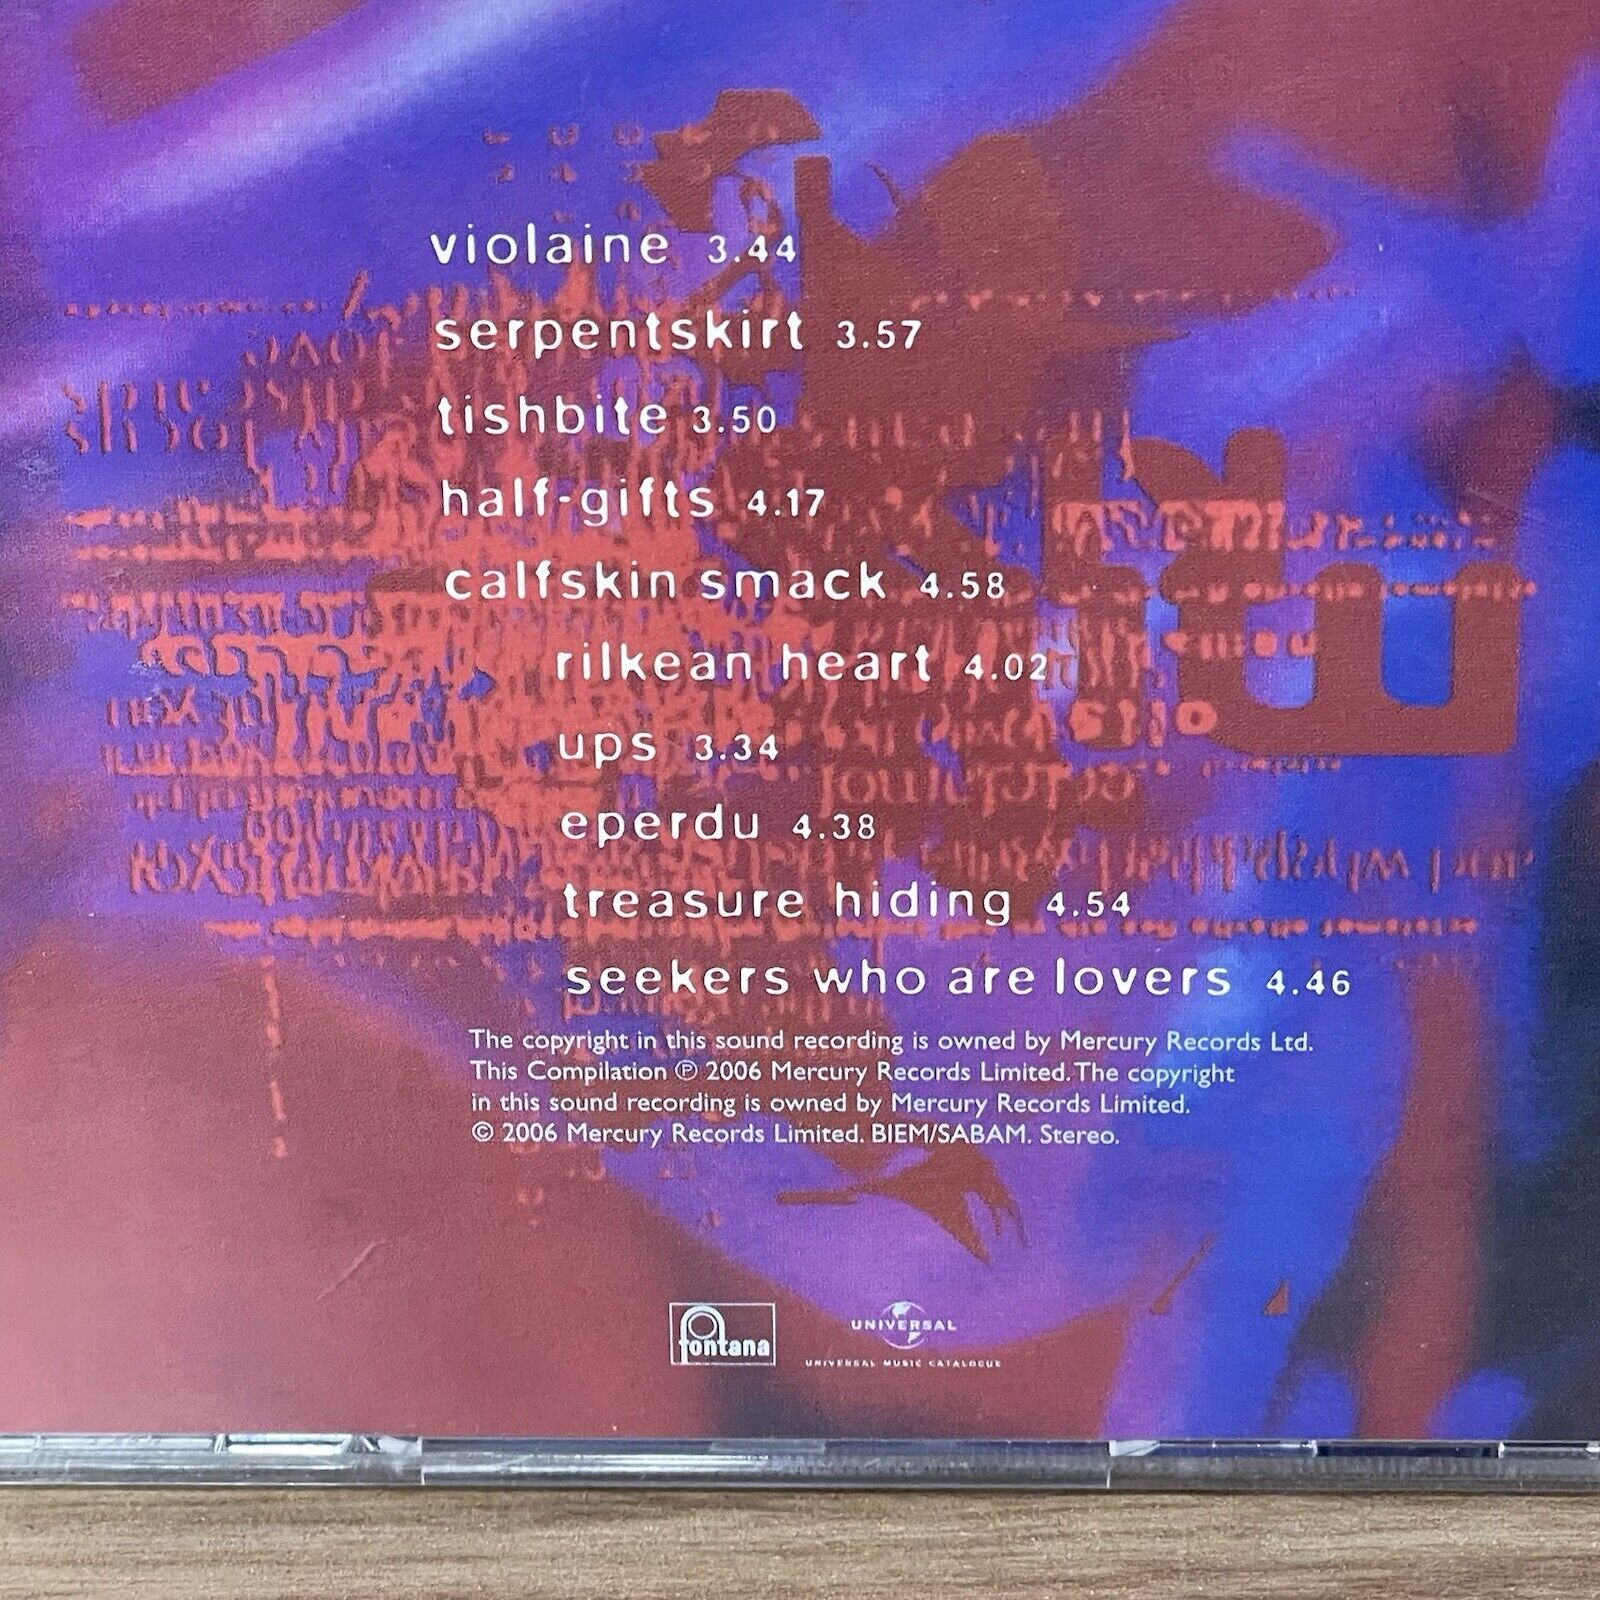 violaine 3.44
serpentskirt 3.57
tishbite 3.50
half-gifts 4.17
calfskin smack 4.58
rilkean heart 4.02
ups 3.34
eperdu 4.38
treasure hiding 4.54
seekers who are lovers 4.46
The copyright in this sound recording is owned by Mercury Records Ltd.
This Compilation ℗ 2006 Mercury Records Limited. The copyright
in this sound recording is owned by Mercury Records Limited.
© 2006 Mercury Records Limited. BIEM/SABAM. Stereo.
fontana
UNIVERSAL
UNIVERSAL MUSIC CATALOGUE